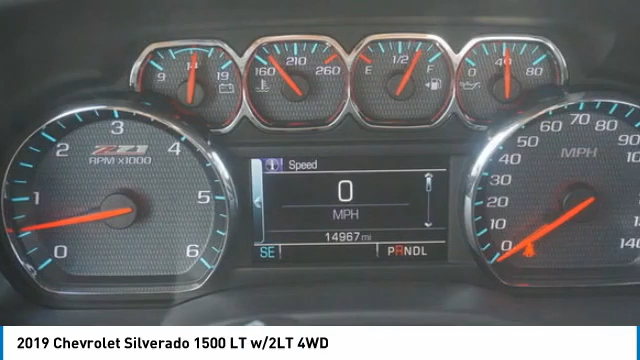 9 14 19
160 210 260
E 1/2 F
0 40 80
Z71
RPM x1000
0 1 2 3 4 5 6
Speed
0
MPH
14967 mi
SE PRNDL
MPH
0 10 20 30 40 50 60 70 80 90
140
2019 Chevrolet Silverado 1500 LT w/2LT 4WD